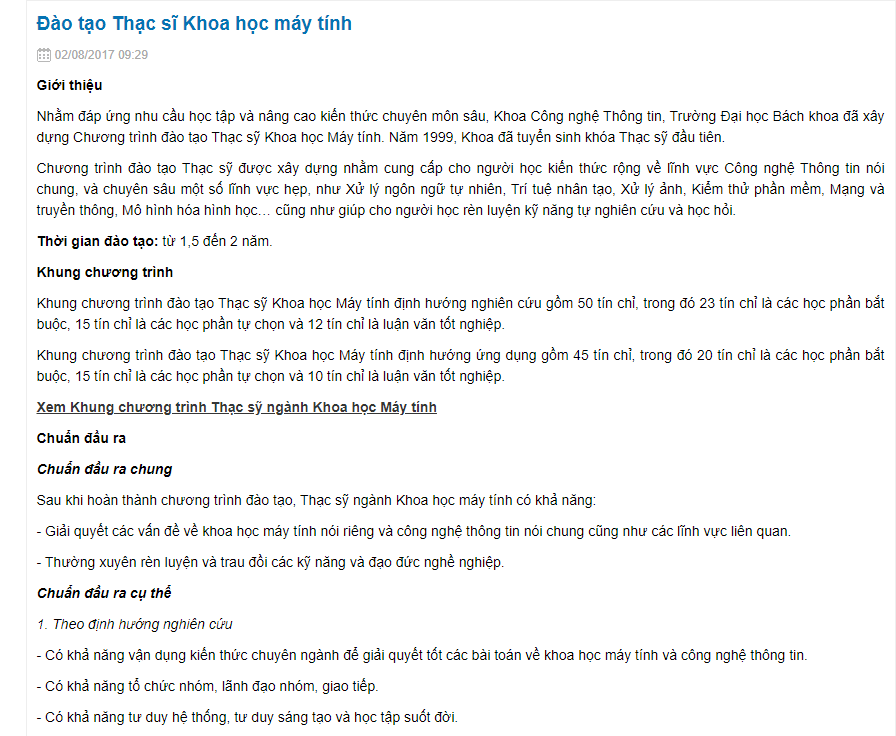 Đào tạo Thạc sĩ Khoa học máy tính
02/08/2017 09:29
Giới thiệu
Nhằm đáp ứng nhu cầu học tập và nâng cao kiến thức chuyên môn sâu, Khoa Công nghệ Thông tin, Trường Đại học Bách khoa đã xây
dựng Chương trình đào tạo Thạc sỹ Khoa học Máy tính. Năm 1999, Khoa đã tuyển sinh khóa Thạc sỹ đầu tiên.
Chương trình đào tạo Thạc sỹ được xây dựng nhằm cung cấp cho người học kiến thức rộng về lĩnh vực Công nghệ Thông tin nói
chung, và chuyên sâu một số lĩnh vực hẹp, như Xử lý ngôn ngữ tự nhiên, Trí tuệ nhân tạo, Xử lý ảnh, Kiểm thử phần mềm, Mạng và
truyền thông, Mô hình hóa hình học… cũng như giúp cho người học rèn luyện kỹ năng tự nghiên cứu và học hỏi.
Thời gian đào tạo: từ 1,5 đến 2 năm.
Khung chương trình
Khung chương trình đào tạo Thạc sỹ Khoa học Máy tính định hướng nghiên cứu gồm 50 tín chỉ, trong đó 23 tín chỉ là các học phần bắt
buộc, 15 tín chỉ là các học phần tự chọn và 12 tín chỉ là luận văn tốt nghiệp.
Khung chương trình đào tạo Thạc sỹ Khoa học Máy tính định hướng ứng dụng gồm 45 tín chỉ, trong đó 20 tín chỉ là các học phần bắt
buộc, 15 tín chỉ là các học phần tự chọn và 10 tín chỉ là luận văn tốt nghiệp.
Xem Khung chương trình Thạc sỹ ngành Khoa học Máy tính
Chuẩn đầu ra
Chuẩn đầu ra chung
Sau khi hoàn thành chương trình đào tạo, Thạc sỹ ngành Khoa học máy tính có khả năng:
- Giải quyết các vấn đề về khoa học máy tính nói riêng và công nghệ thông tin nói chung cũng như các lĩnh vực liên quan.
- Thường xuyên rèn luyện và trau dồi các kỹ năng và đạo đức nghề nghiệp.
Chuẩn đầu ra cụ thể
1. Theo định hướng nghiên cứu
- Có khả năng vận dụng kiến thức chuyên ngành để giải quyết tốt các bài toán về khoa học máy tính và công nghệ thông tin.
- Có khả năng tổ chức nhóm, lãnh đạo nhóm, giao tiếp.
- Có khả năng tư duy hệ thống, tư duy sáng tạo và học tập suốt đời.